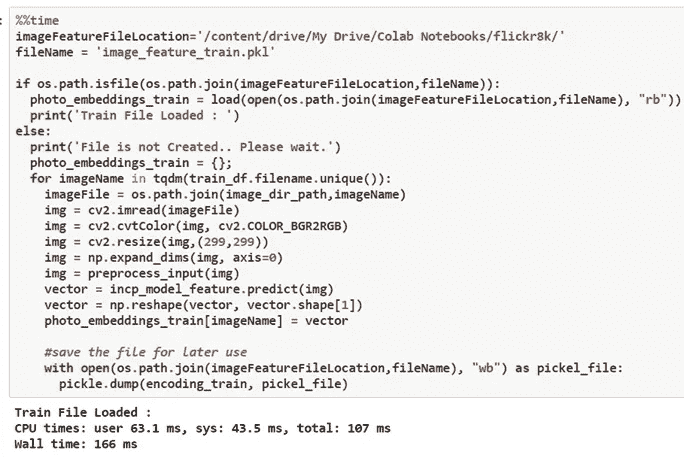 %%time
imageFeatureFileLocation='/content/drive/My Drive/Colab Notebooks/flickr8k/'
fileName = 'image_feature_train.pkl'
if os.path.isfile(os.path.join(imageFeatureFileLocation,fileName)):
photo_embeddings_train = load(open(os.path.join(imageFeatureFileLocation,fileName), "rb"))
print('Train File Loaded : ')
else:
print('File is not Created.. Please wait.')
photo_embeddings_train = {};
for imageName in tqdm(train_df.filename.unique()):
imageFile = os.path.join(image_dir_path,imageName)
img = cv2.imread(imageFile)
img = cv2.cvtColor(img, cv2.COLOR_BGR2RGB)
img = cv2.resize(img,(299,299))
img = np.expand_dims(img, axis=0)
img = preprocess_input(img)
vector = incp_model_feature.predict(img)
vector = np.reshape(vector, vector.shape[1])
photo_embeddings_train[imageName] = vector
#save the file for later use
with open(os.path.join(imageFeatureFileLocation,fileName), "wb") as pickel_file:
pickle.dump(encoding_train, pickel_file)
Train File Loaded :
CPU times: user 63.1 ms, sys: 43.5 ms, total: 107 ms
Wall time: 166 ms